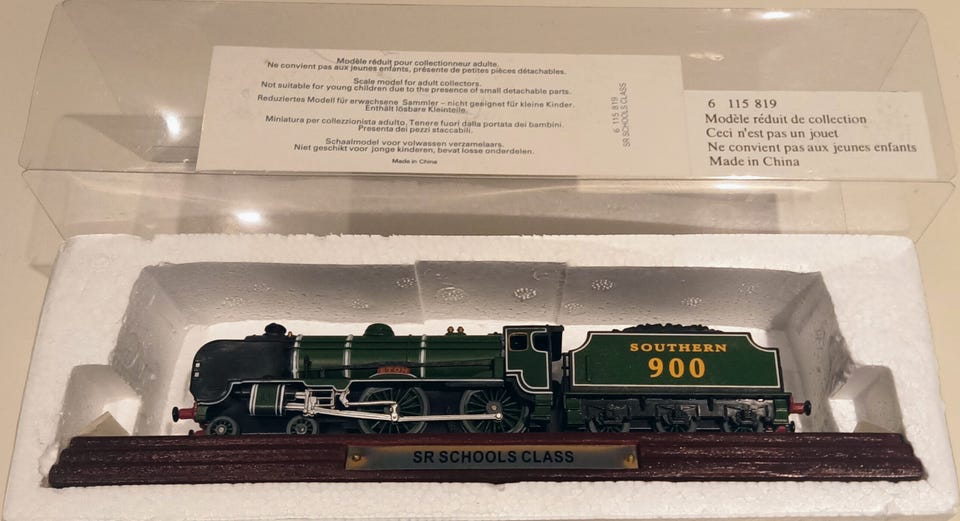 Modèle réduit pour collectionneur adulte.
Ne convient pas aux jeunes enfants, présente de petites pièces détachables.
Scale model for adult collectors.
Not suitable for young children due to the presence of small detachable parts.
Reduziertes Modell für erwachsene Sammler – nicht gesignet für kleine Kinder.
Enthält lösbare Kleinteile.
Miniatura per collezzionista adulto. Tenere fuori dalla portata dei bambini.
Presenta dei pezzi staccabili.
Schaalmodel voor volwassen verzamelaars.
Niet geschikt voor jonge kinderen, bevat losse onderdelen.
Made in China
6 115 819
SR SCHOOLS CLASS
6 115 819
Modèle réduit de collection
Ceci n'est pas un jouet
Ne convient pas aux jeunes enfants
Made in China
ETON
SOUTHERN
900
SR SCHOOLS CLASS